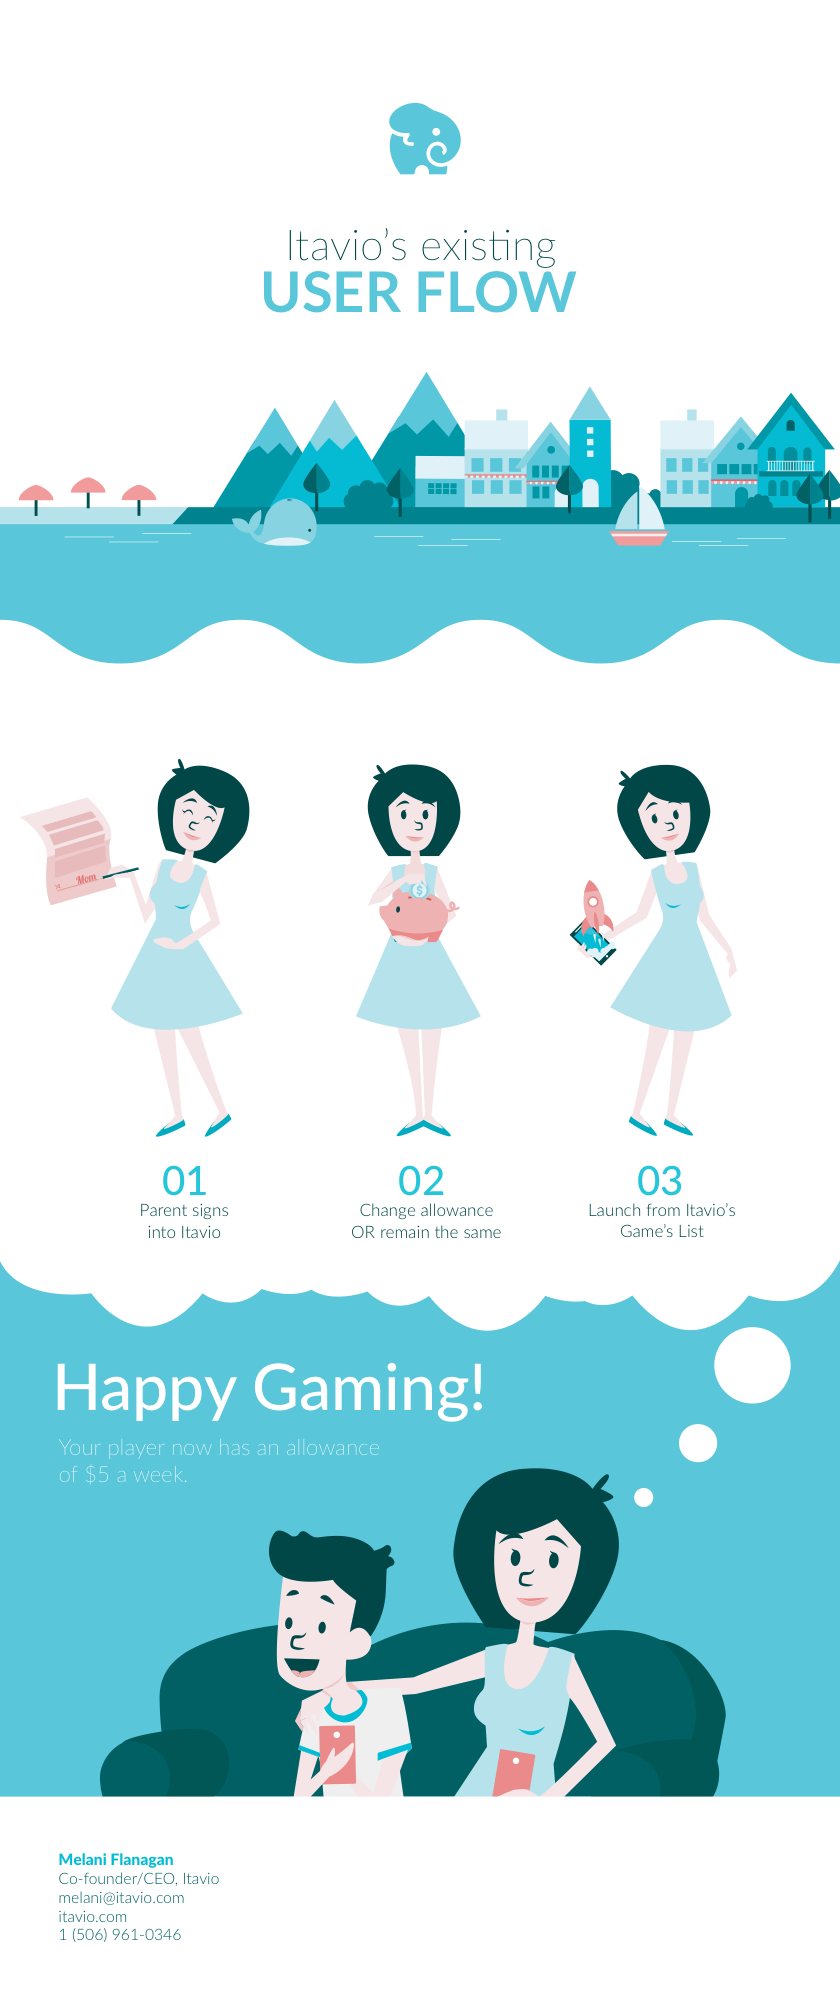 Itavio's existing
USER FLOW
Mom
$
01
Parent signs
into Itavio
02
Change allowance
OR remain the same
03
Launch from Itavio's
Game's List
Happy Gaming!
Your player now has an allowance
of $5 a week.
Melani Flanagan
Co-founder/CEO, Itavio
melani@itavio.com
itavio.com
1 (506) 961-0346